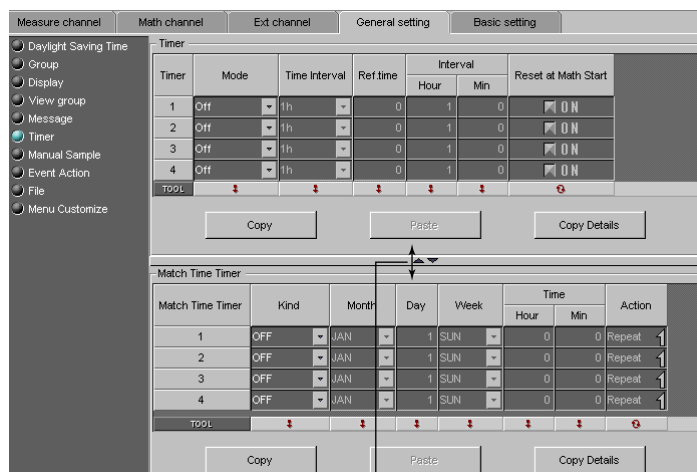 Measure channel Math channel Ext channel General setting Basic setting
Daylight Saving Time
Group
Display
View group
Message
Timer
Manual Sample
Event Action
File
Menu Customize
Timer
Timer Mode Time Interval Ref.time Interval Reset at Math Start
Hour Min
1 Off 1h 0 1 0 ON
2 Off 1h 0 1 0 ON
3 Off 1h 0 1 0 ON
4 Off 1h 0 1 0 ON
TOOL
Copy Paste Copy Details
Match Time Timer
Match Time Timer Kind Month Day Week Time Action
Hour Min
1 OFF JAN 1 SUN 0 0 Repeat
2 OFF JAN 1 SUN 0 0 Repeat
3 OFF JAN 1 SUN 0 0 Repeat
4 OFF JAN 1 SUN 0 0 Repeat
TOOL
Copy Paste Copy Details